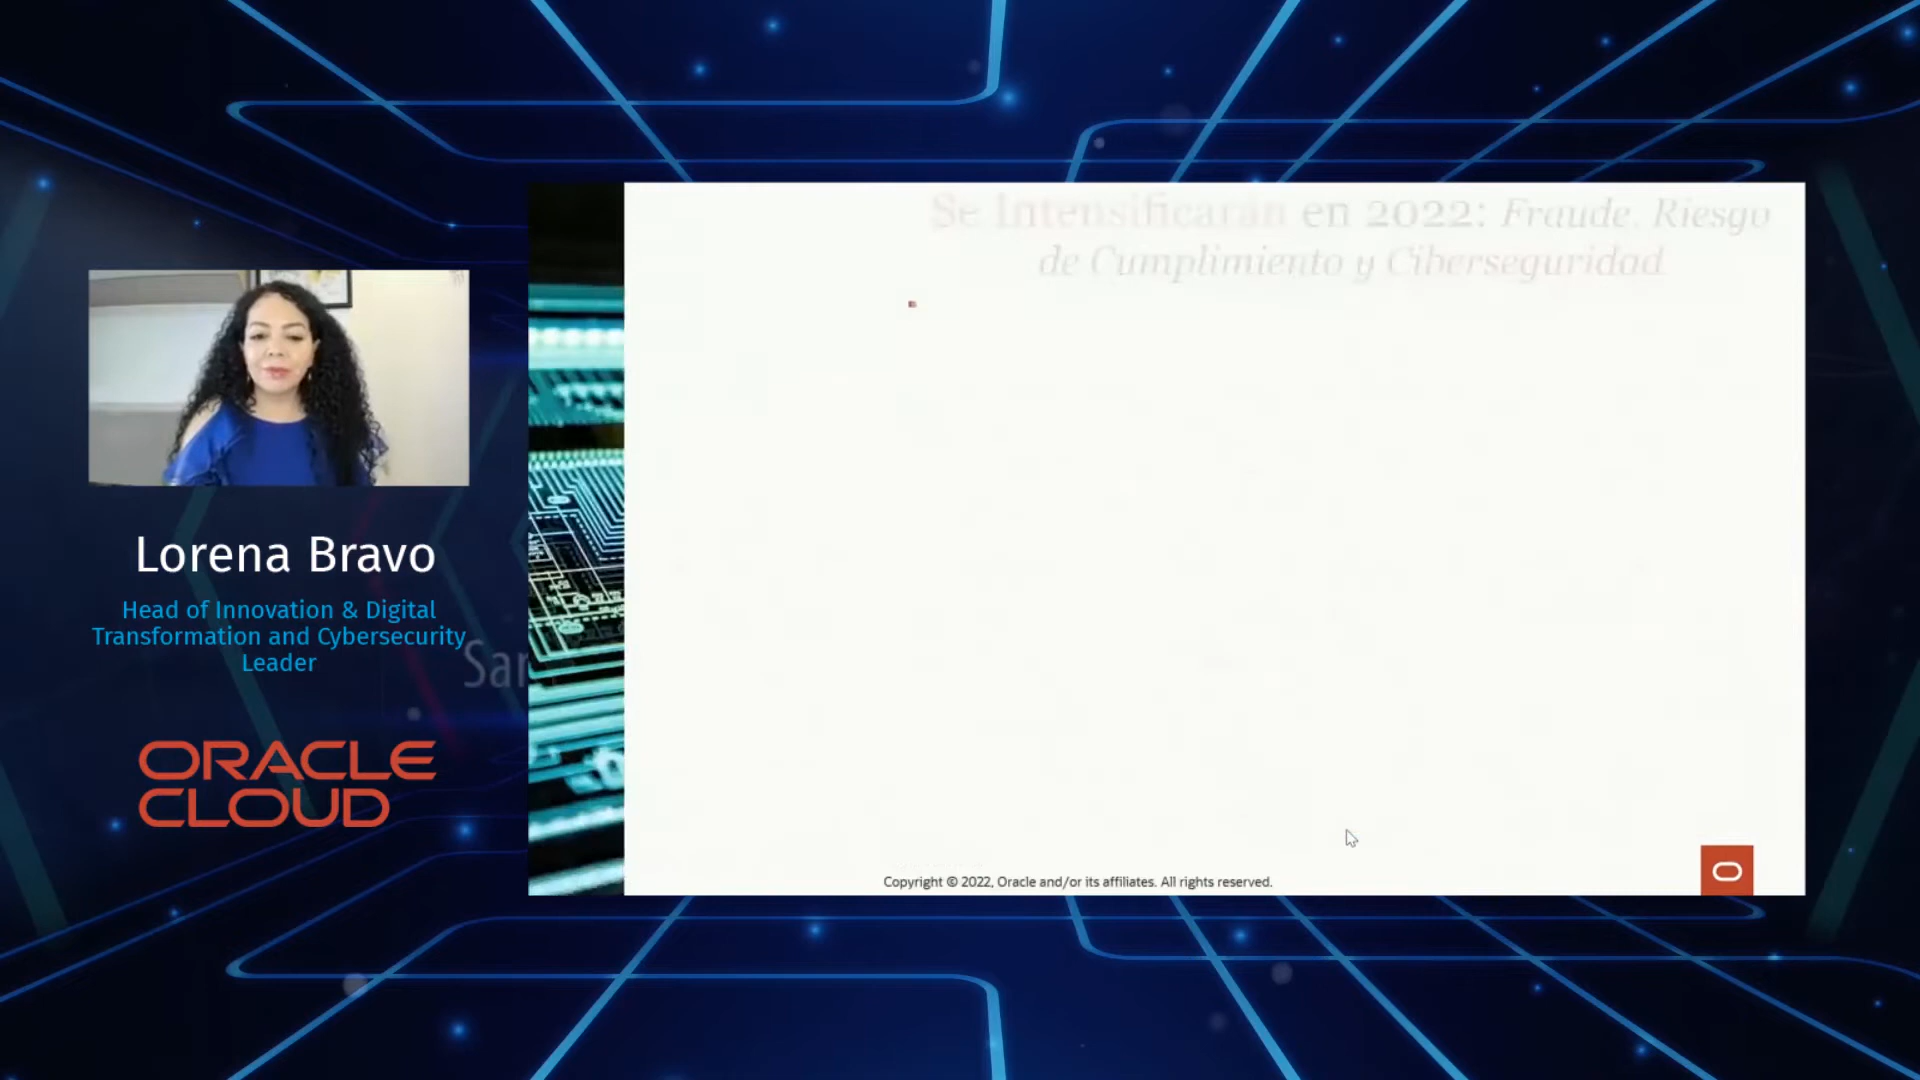 Se Intensificarán en 2022: Fraude, Riesgo
de Cumplimiento y Ciberseguridad
Lorena Bravo
Head of Innovation & Digital
Transformation and Cybersecurity
Leader
San
ORACLE
CLOUD
Copyright © 2022, Oracle and/or its affiliates. All rights reserved.